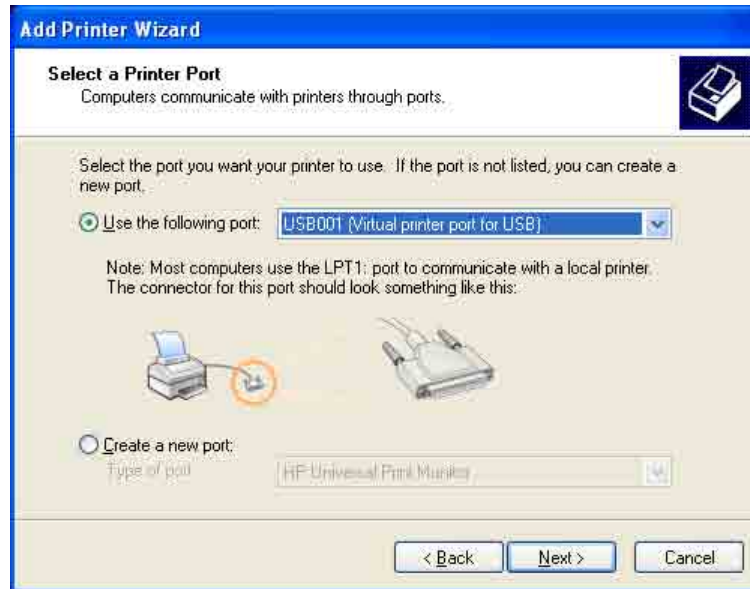 Add Printer Wizard
Select a Printer Port
Computers communicate with printers through ports.
Select the port you want your printer to use. If the port is not listed, you can create a
new port.
Use the following port: USB001 (Virtual printer port for USB)
Note: Most computers use the LPT1: port to communicate with a local printer.
The connector for this port should look something like this:
Create a new port:
Type of port HP Universal Print Monitor
< Back Next > Cancel